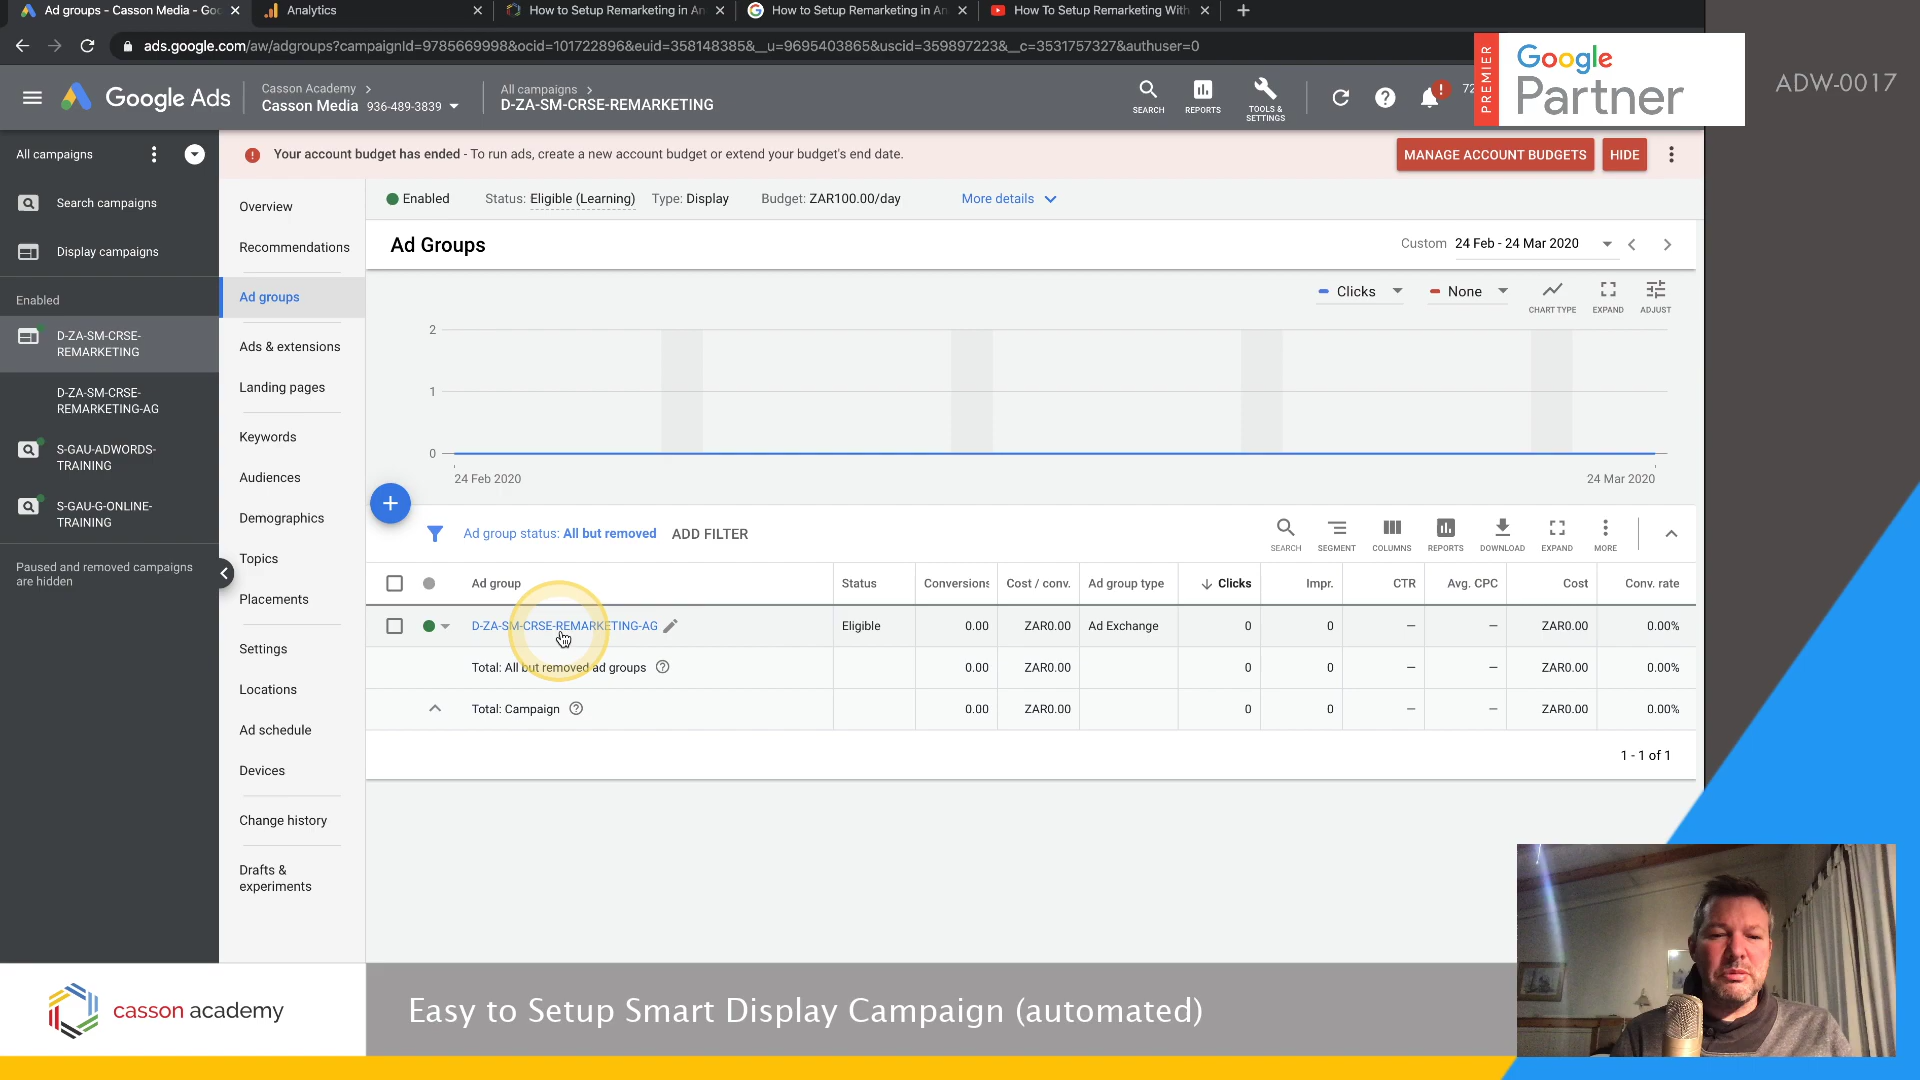 Ad groups - Casson Media - Goo
Analytics
How to Setup Remarketing in An
How to Setup Remarketing in An
How To Setup Remarketing With
ads.google.com/aw/adgroups?campaignId=9785669998&ocid=101722896&euid=358148385&__u=9695403865&uscid=359897223&__c=3531757327&authuser=0
PREMIER
Google
Partner
ADW-0017
Google Ads
Casson Academy
Casson Media 936-489-3839
All campaigns
D-ZA-SM-CRSE-REMARKETING
SEARCH
REPORTS
TOOLS &
SETTINGS
72
All campaigns
Your account budget has ended - To run ads, create a new account budget or extend your budget's end date.
MANAGE ACCOUNT BUDGETS
HIDE
Search campaigns
Display campaigns
Enabled
D-ZA-SM-CRSE-
REMARKETING
D-ZA-SM-CRSE-
REMARKETING-AG
S-GAU-ADWORDS-
TRAINING
S-GAU-G-ONLINE-
TRAINING
Paused and removed campaigns
are hidden
Overview
Recommendations
Ad groups
Ads & extensions
Landing pages
Keywords
Audiences
Demographics
Topics
Placements
Settings
Locations
Ad schedule
Devices
Change history
Drafts &
experiments
Enabled Status: Eligible (Learning) Type: Display Budget: ZAR100.00/day More details
Ad Groups
Custom 24 Feb - 24 Mar 2020
Clicks
None
CHART TYPE
EXPAND
ADJUST
2
1
0
24 Feb 2020
24 Mar 2020
Ad group status: All but removed ADD FILTER
SEARCH
SEGMENT
COLUMNS
REPORTS
DOWNLOAD
EXPAND
MORE
Ad group Status Conversions Cost / conv. Ad group type Clicks Impr. CTR Avg. CPC Cost Conv. rate
D-ZA-SM-CRSE-REMARKETING-AG Eligible 0.00 ZAR0.00 Ad Exchange 0 0 – – ZAR0.00 0.00%
Total: All but removed ad groups 0.00 ZAR0.00 0 0 – – ZAR0.00 0.00%
Total: Campaign 0.00 ZAR0.00 0 0 – – ZAR0.00 0.00%
1 - 1 of 1
casson academy
Easy to Setup Smart Display Campaign (automated)